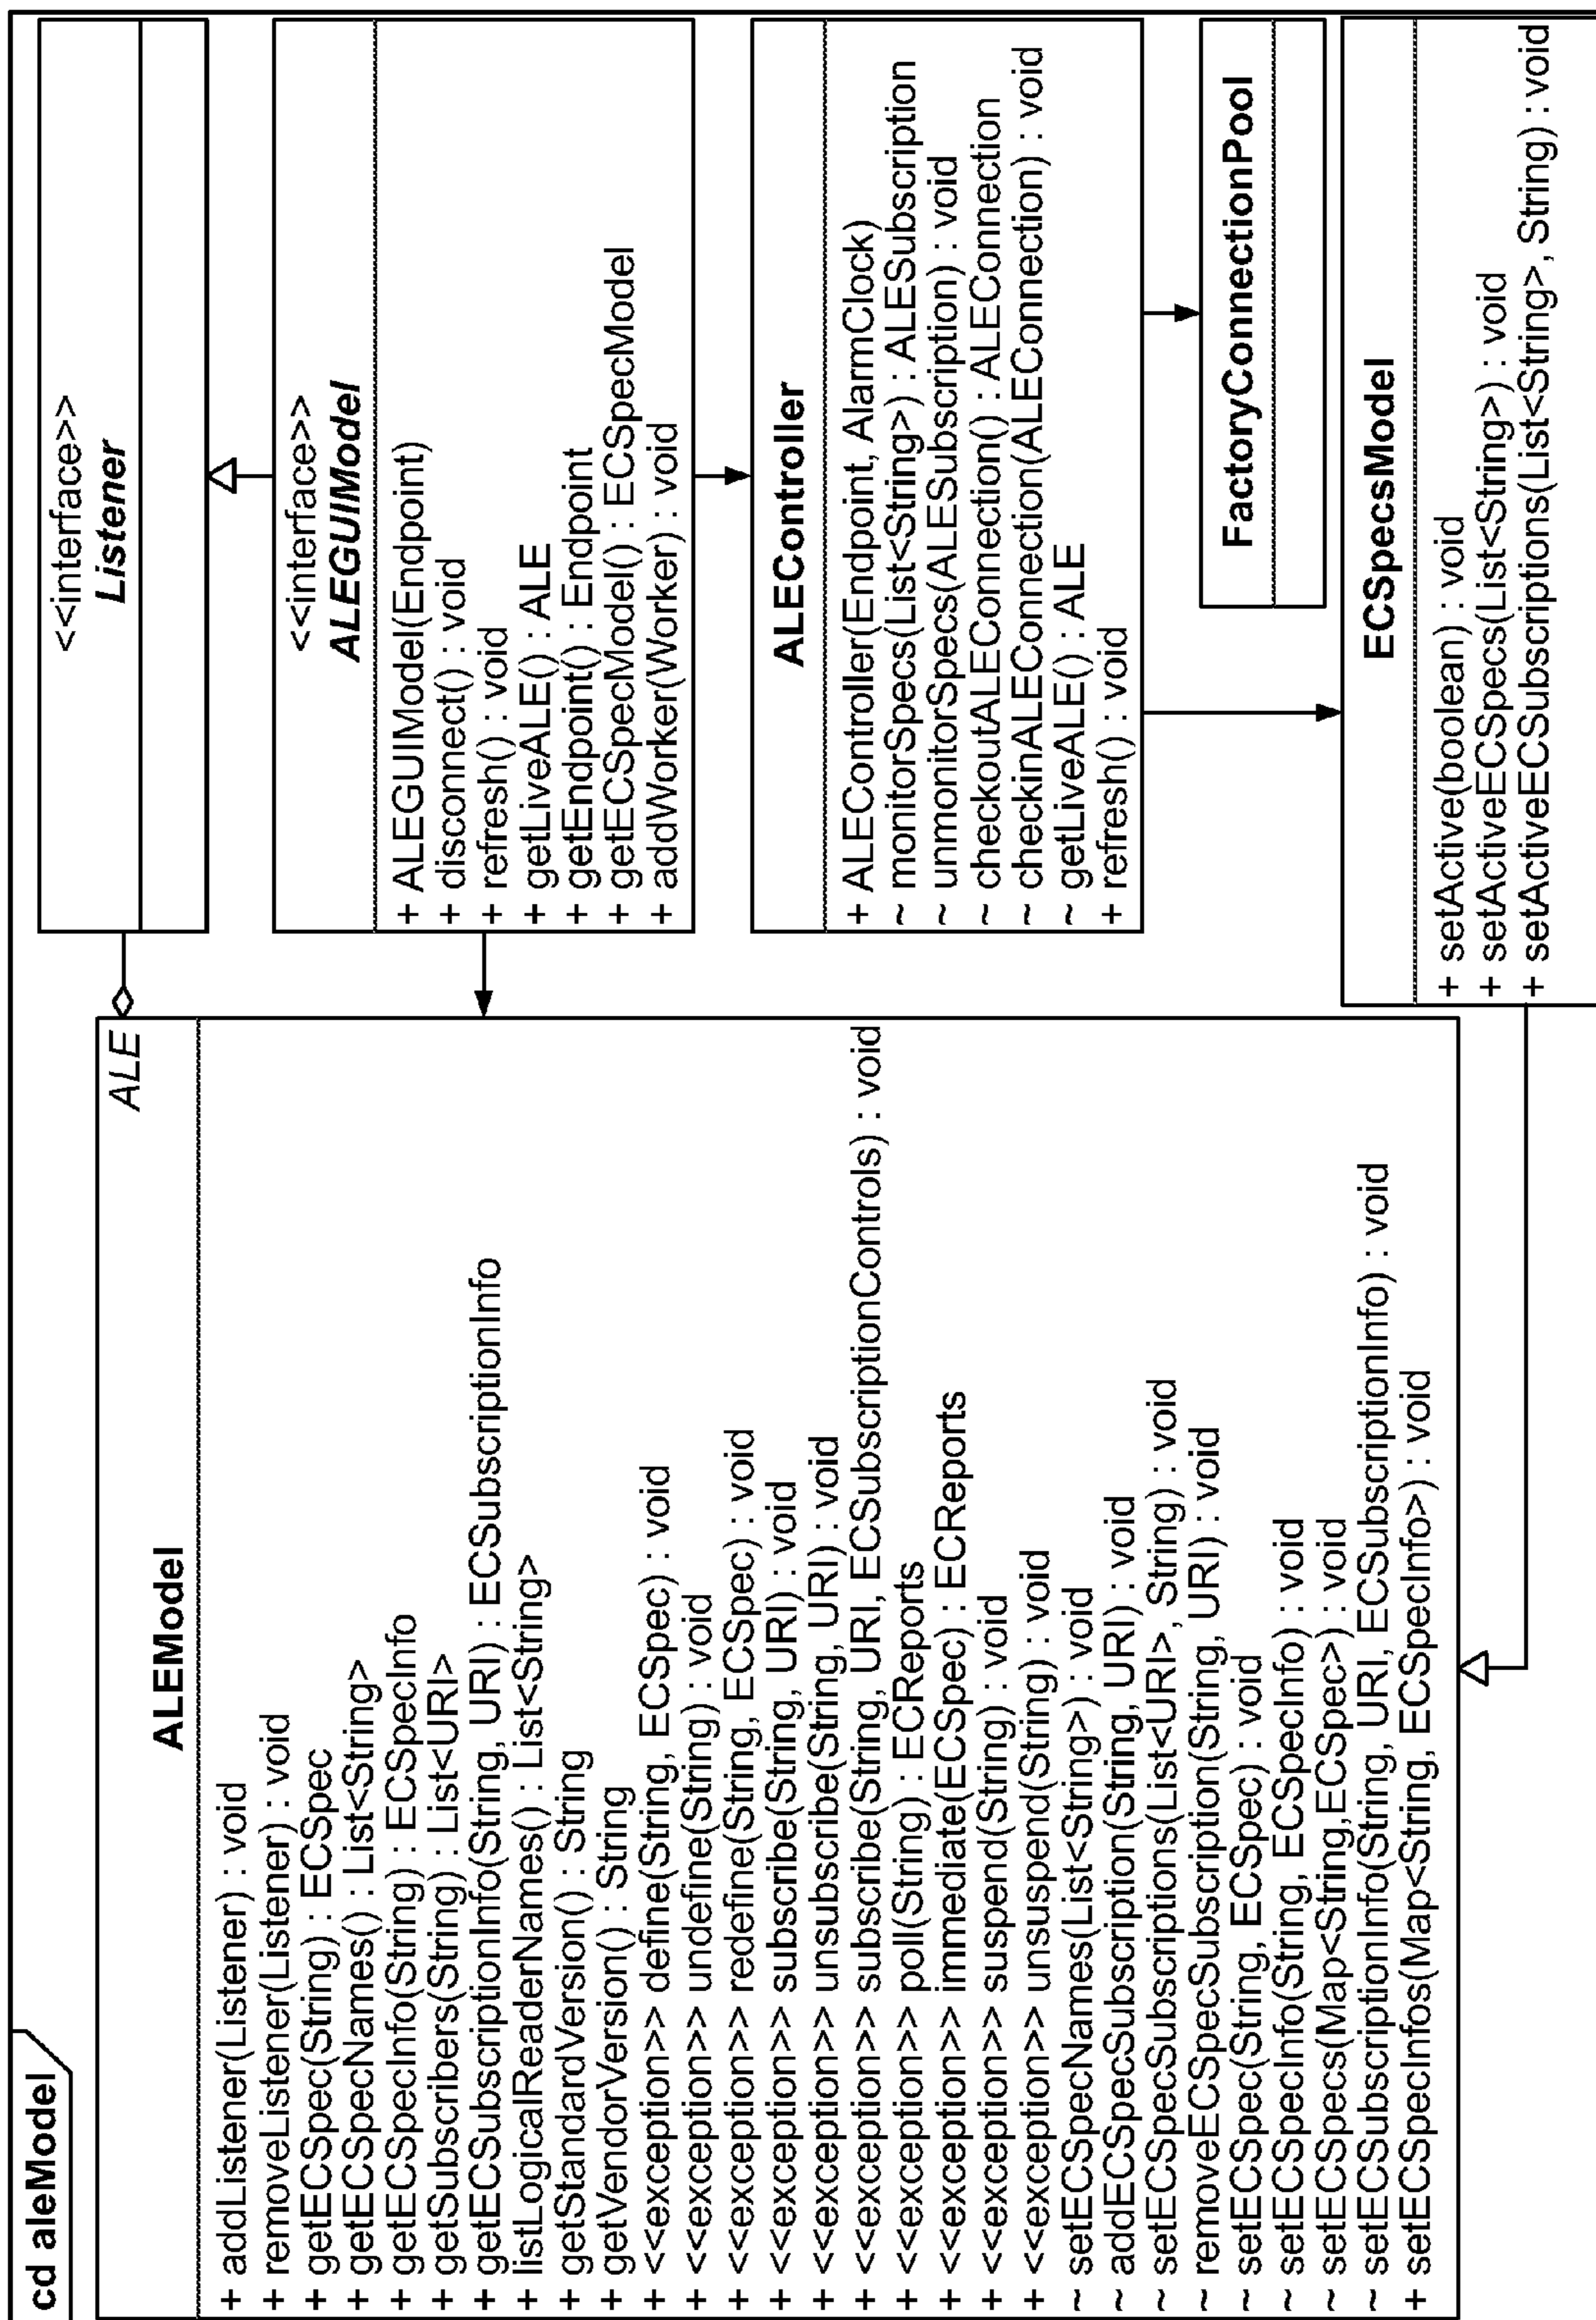 cd aleModel
ALE
ALEModel
+ addListener(Listener) : void
+ removeListener(Listener) : void
+ getECSpec(String) : ECSpec
+ getECSpecNames() : List<String>
+ getECSpecInfo(String) : ECSpecInfo
+ getSubscribers(String) : List<URI>
+ getECSubscriptionInfo(String, URI) : ECSubscriptionInfo
+ listLogicalReaderNames() : List<String>
+ getStandardVersion() : String
+ getVendorVersion() : String
+ <<exception>> define(String, ECSpec) : void
+ <<exception>> undefine(String) : void
+ <<exception>> redefine(String, ECSpec) : void
+ <<exception>> subscribe(String, URI) : void
+ <<exception>> unsubscribe(String, URI) : void
+ <<exception>> subscribe(String, URI, ECSubscriptionControls) : void
+ <<exception>> poll(String) : ECReports
+ <<exception>> immediate(ECSpec) : ECReports
+ <<exception>> suspend(String) : void
+ <<exception>> unsuspend(String) : void
~ setECSpecNames(List<String>) : void
~ addECSpecSubscription(String, URI) : void
~ setECSpecSubscriptions(List<URI>, String) : void
~ removeECSpecSubscription(String, URI) : void
~ setECSpec(String, ECSpec) : void
~ setECSpecInfo(String, ECSpecInfo) : void
~ setECSpecs(Map<String,ECSpec>) : void
~ setECSubscriptionInfo(String, URI, ECSubscriptionInfo) : void
+ setECSpecInfos(Map<String, ECSpecInfo>) : void
<<interface>>
Listener
<<interface>>
ALEGUIModel
+ ALEGUIModel(Endpoint)
+ disconnect() : void
+ refresh() : void
+ getLiveALE() : ALE
+ getEndpoint() : Endpoint
+ getECSpecModel() : ECSpecModel
+ addWorker(Worker) : void
ALEController
+ ALEController(Endpoint, AlarmClock)
~ monitorSpecs(List<String>) : ALESubscription
~ unmonitorSpecs(ALESubscription) : void
~ checkoutALEConnection() : ALEConnection
~ checkinALEConnection(ALEConnection) : void
~ getLiveALE() : ALE
+ refresh() : void
FactoryConnectionPool
ECSpecsModel
+ setActive(boolean) : void
+ setActiveECSpecs(List<String>) : void
+ setActiveECSubscriptions(List<String>, String) : void